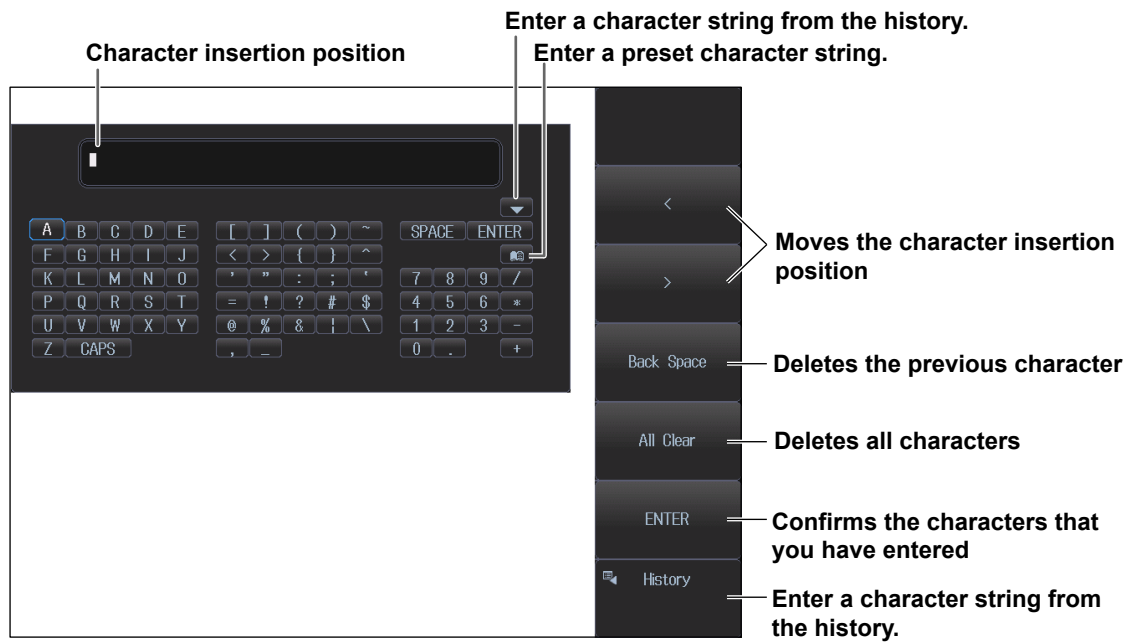 Enter a character string from the history.
Character insertion position
Enter a preset character string.
<
Moves the character insertion
position
>
A B C D E [ ] ( ) ~ SPACE ENTER
F G H I J < > { } ^
K L M N O ' " : ; ‛ 7 8 9 /
P Q R S T = ! ? # $ 4 5 6 *
U V W X Y @ % & ¦ \ 1 2 3 -
Z CAPS , _ 0 . +
Back Space
Deletes the previous character
All Clear
Deletes all characters
ENTER
Confirms the characters that
you have entered
History
Enter a character string from
the history.